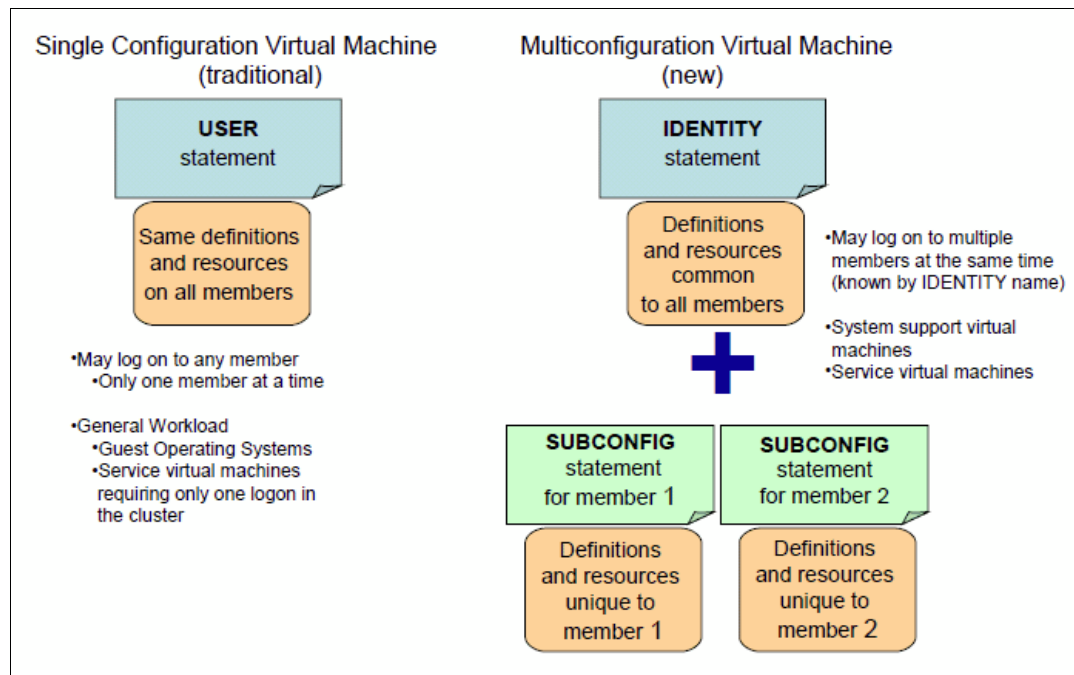 Single Configuration Virtual Machine
(traditional)
USER
statement
Same definitions
and resources
on all members
•May log on to any member
•Only one member at a time
•General Workload
•Guest Operating Systems
•Service virtual machines
requiring only one logon in
the cluster
Multiconfiguration Virtual Machine
(new)
IDENTITY
statement
Definitions
and resources
common
to all members
•May log on to multiple
members at the same time
(known by IDENTITY name)
•System support virtual
machines
•Service virtual machines
SUBCONFIG
statement
for member 1
Definitions
and resources
unique to
member 1
SUBCONFIG
statement
for member 2
Definitions
and resources
unique to
member 2